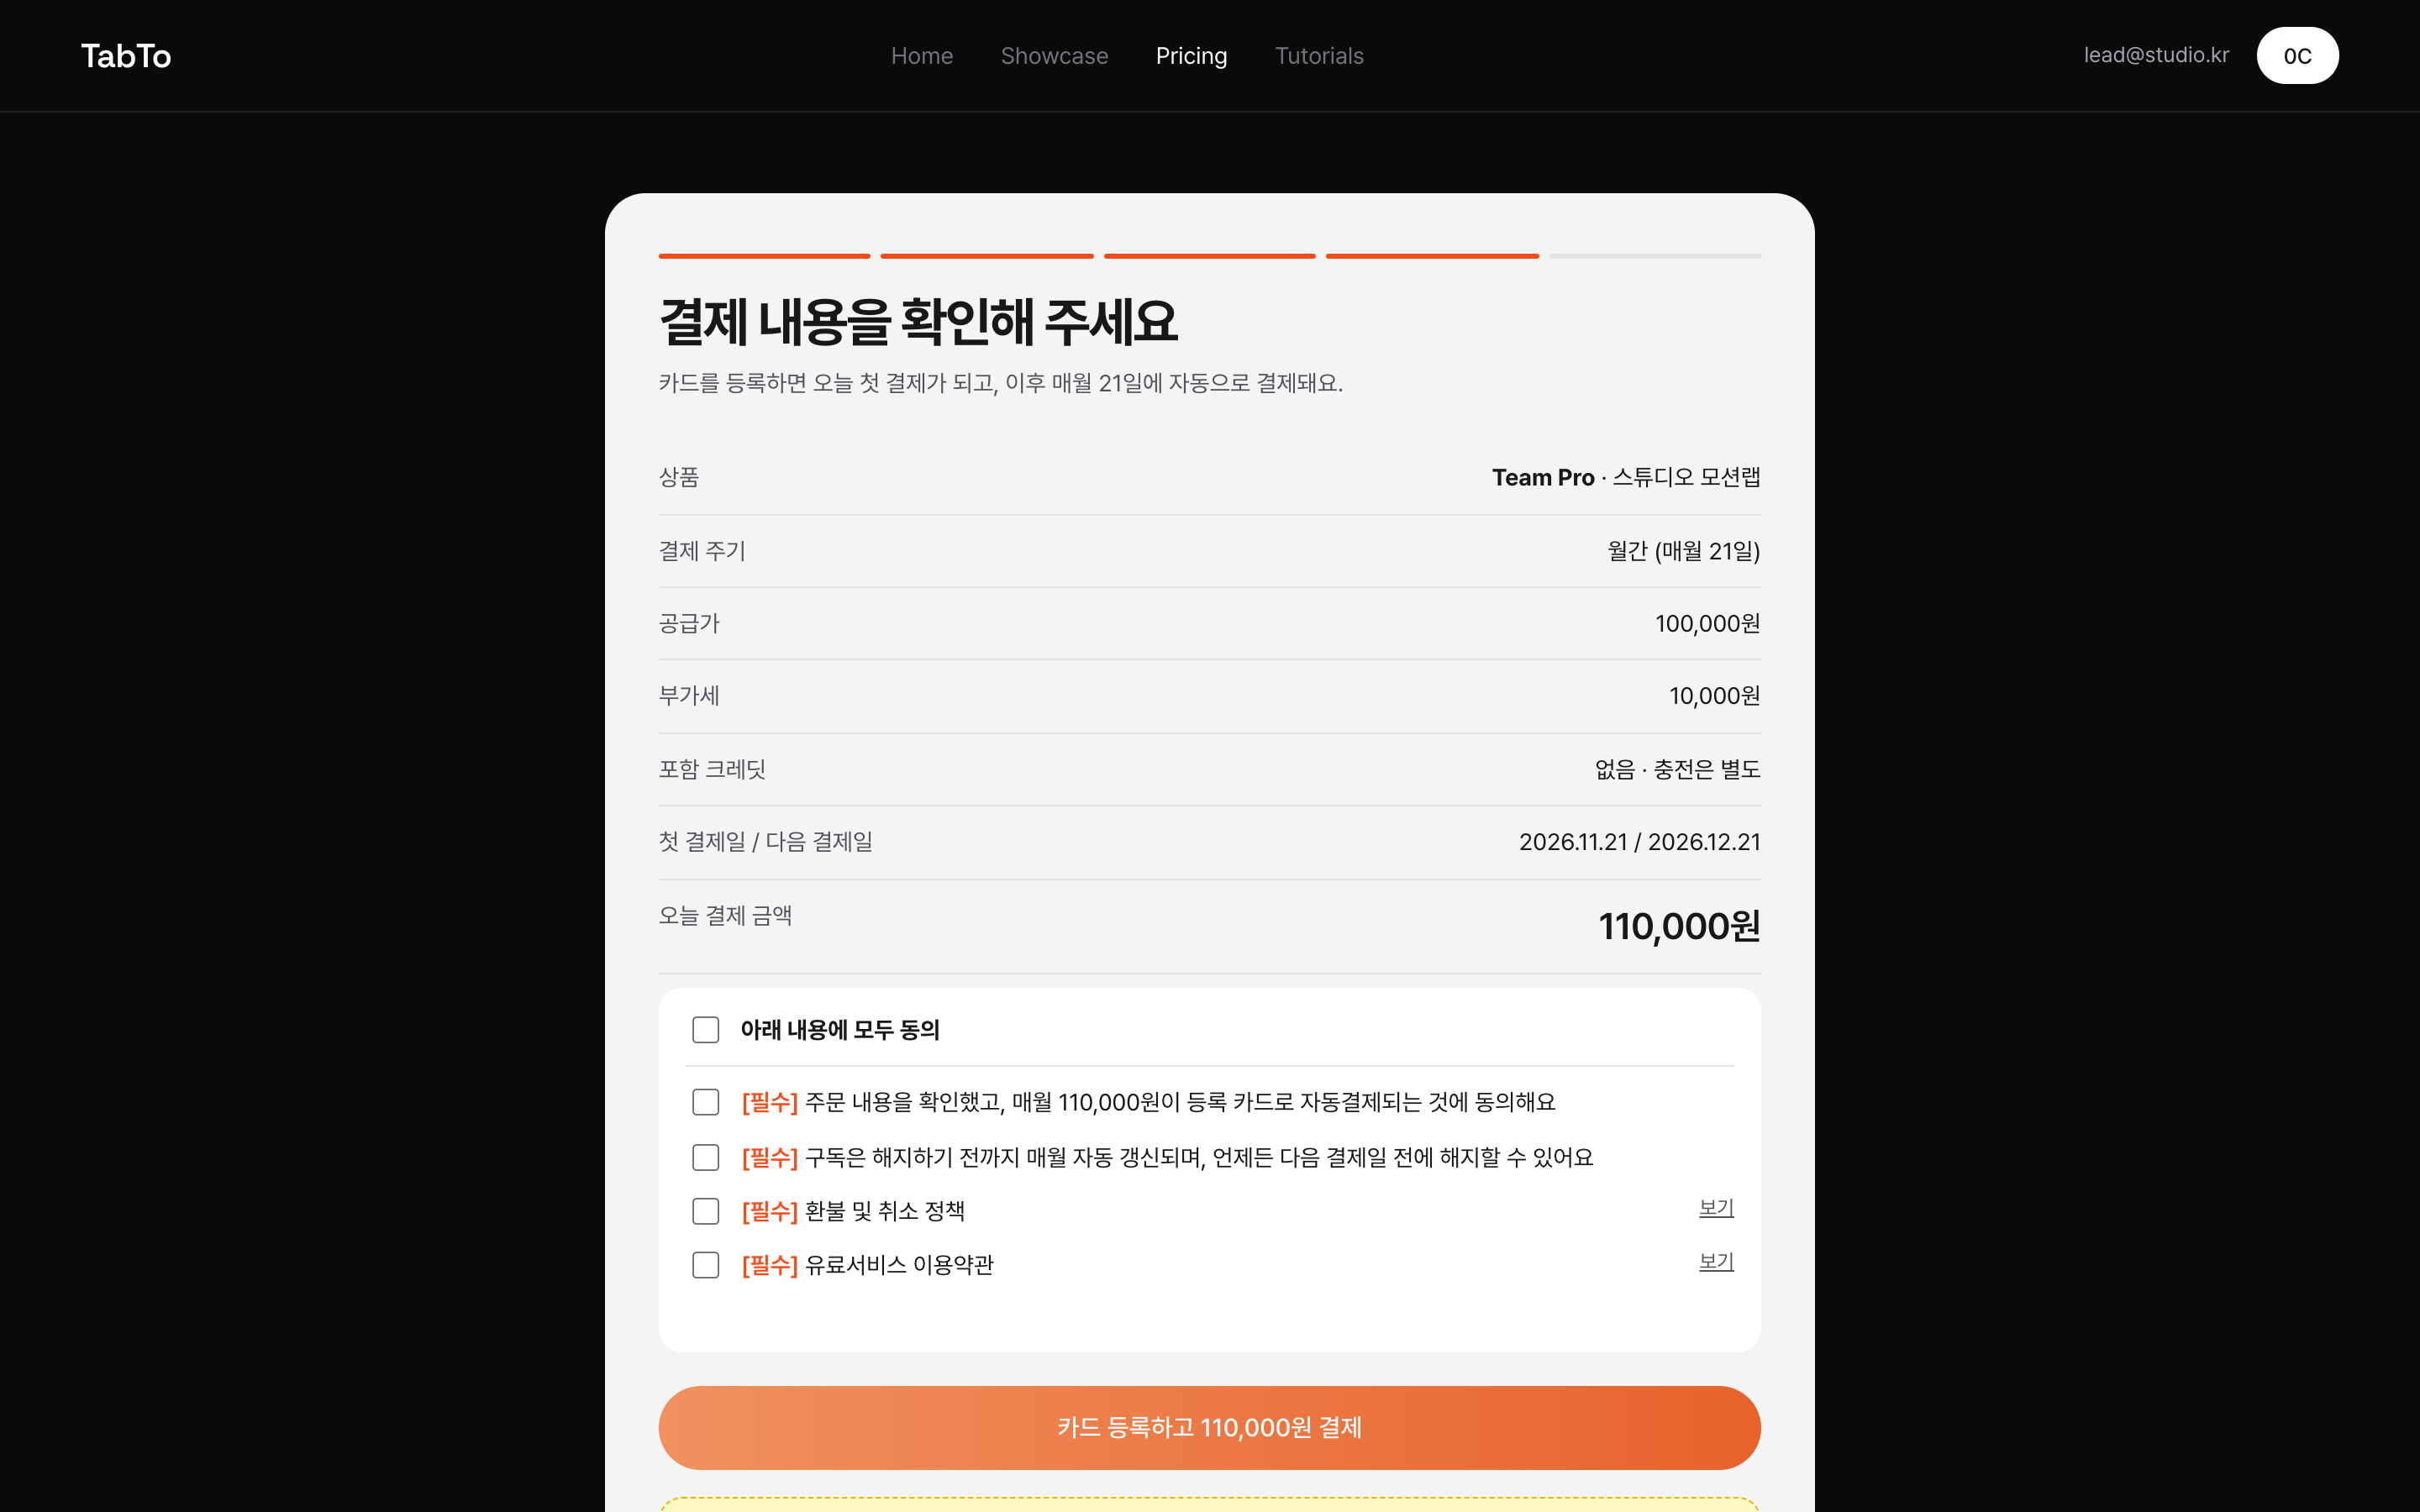 TabTo
Home Showcase Pricing Tutorials
lead@studio.kr 0C
결제 내용을 확인해 주세요
카드를 등록하면 오늘 첫 결제가 되고, 이후 매월 21일에 자동으로 결제돼요.
상품 Team Pro · 스튜디오 모션랩
결제 주기 월간 (매월 21일)
공급가 100,000원
부가세 10,000원
포함 크레딧 없음 · 충전은 별도
첫 결제일 / 다음 결제일 2026.11.21 / 2026.12.21
오늘 결제 금액 110,000원
아래 내용에 모두 동의
[필수] 주문 내용을 확인했고, 매월 110,000원이 등록 카드로 자동결제되는 것에 동의해요
[필수] 구독은 해지하기 전까지 매월 자동 갱신되며, 언제든 다음 결제일 전에 해지할 수 있어요
[필수] 환불 및 취소 정책 보기
[필수] 유료서비스 이용약관 보기
카드 등록하고 110,000원 결제